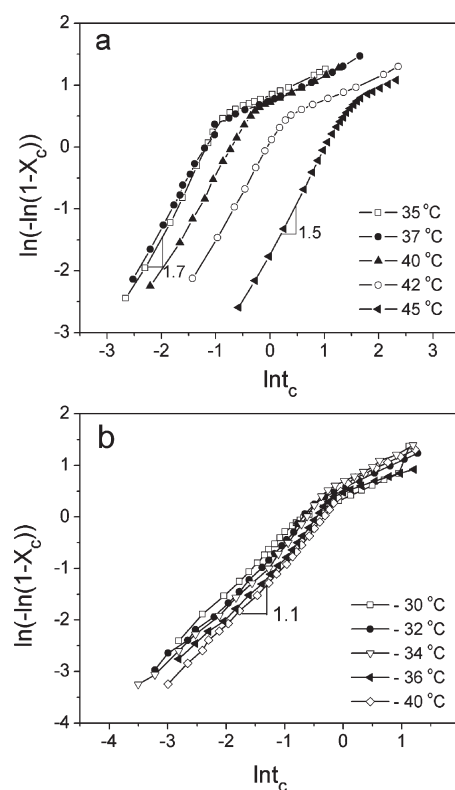 a
2
1
0
-1
-2
-3
ln(-ln(1-Xc))
1.7
1.5
35 °C
37 °C
40 °C
42 °C
45 °C
-3 -2 -1 0 1 2 3
lntc
b
2
1
0
-1
-2
-3
-4
ln(-ln(1-Xc))
1.1
- 30 °C
- 32 °C
- 34 °C
- 36 °C
- 40 °C
-4 -3 -2 -1 0 1
lntc